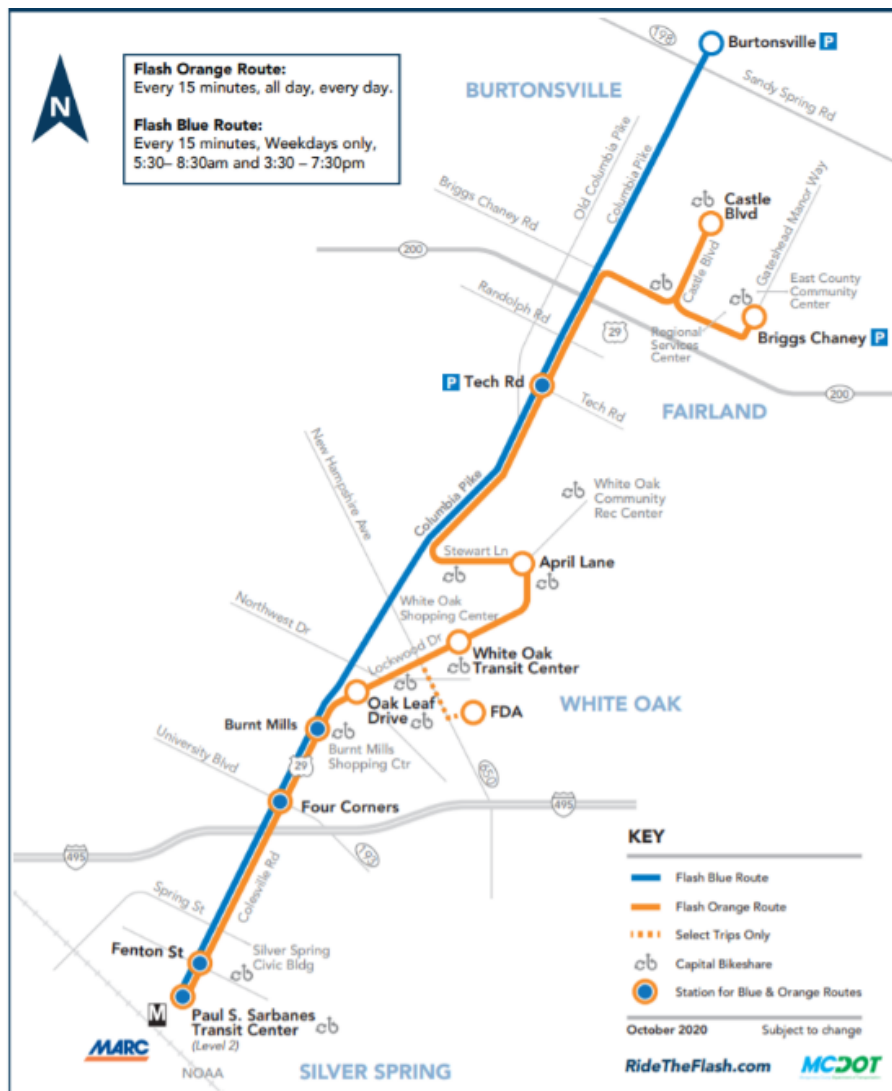 Flash Orange Route:
Every 15 minutes, all day, every day.
Flash Blue Route:
Every 15 minutes, Weekdays only,
5:30– 8:30am and 3:30 – 7:30pm
N
198
Burtonsville P
Sandy Spring Rd
BURTONSVILLE
Old Columbia Pike
Columbia Pike
Briggs Chaney Rd
Castle
Blvd
Gateshead Manor Way
200
Castle Blvd
East County
Community
Center
Randolph Rd
29
Regional
Services
Center
Briggs Chaney P
P Tech Rd
Tech Rd
200
FAIRLAND
New Hampshire Ave
Columbia Pike
White Oak
Community
Rec Center
Stewart Ln
April Lane
White Oak
Shopping Center
Northwest Dr
Lockwood Dr
White Oak
Transit Center
Oak Leaf
Drive
FDA
WHITE OAK
Burnt Mills
Burnt Mills
Shopping Ctr
University Blvd
29
650
Four Corners
495
495
193
Colesville Rd
Spring St
Fenton St
Silver Spring
Civic Bldg
M
Paul S. Sarbanes
Transit Center
(Level 2)
MARC
NOAA
SILVER SPRING
KEY
Flash Blue Route
Flash Orange Route
Select Trips Only
Capital Bikeshare
Station for Blue & Orange Routes
October 2020 Subject to change
RideTheFlash.com MCDOT